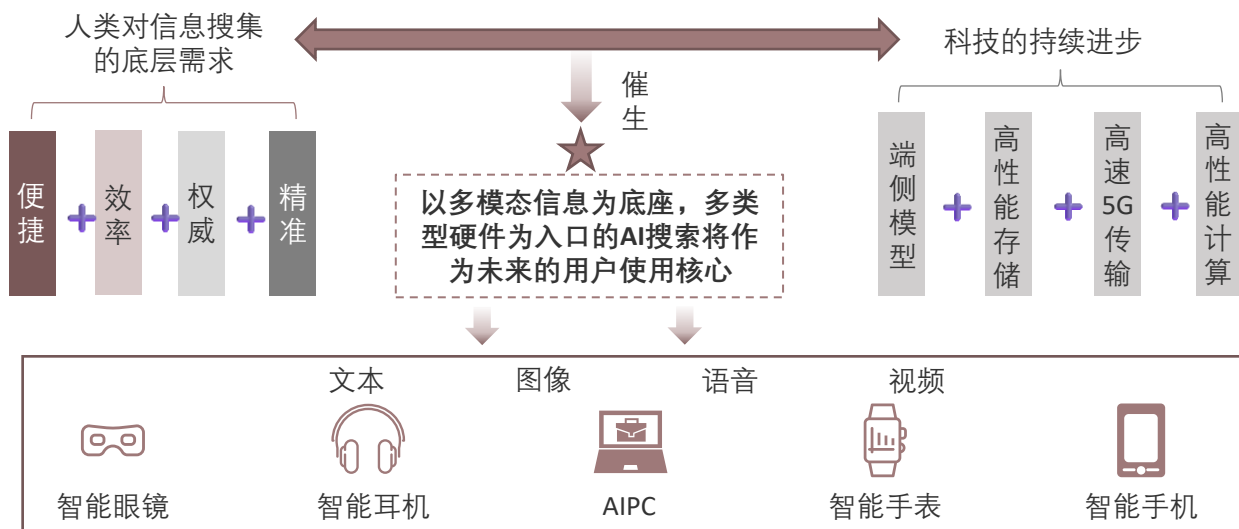 人类对信息搜集
的底层需求
科技的持续进步
催生
便捷
效率
权威
精准
端侧模型
高性能存储
高速5G传输
高性能计算
以多模态信息为底座，多类
型硬件为入口的AI搜索将作
为未来的用户使用核心
文本 图像 语音 视频
智能眼镜 智能耳机 AIPC 智能手表 智能手机